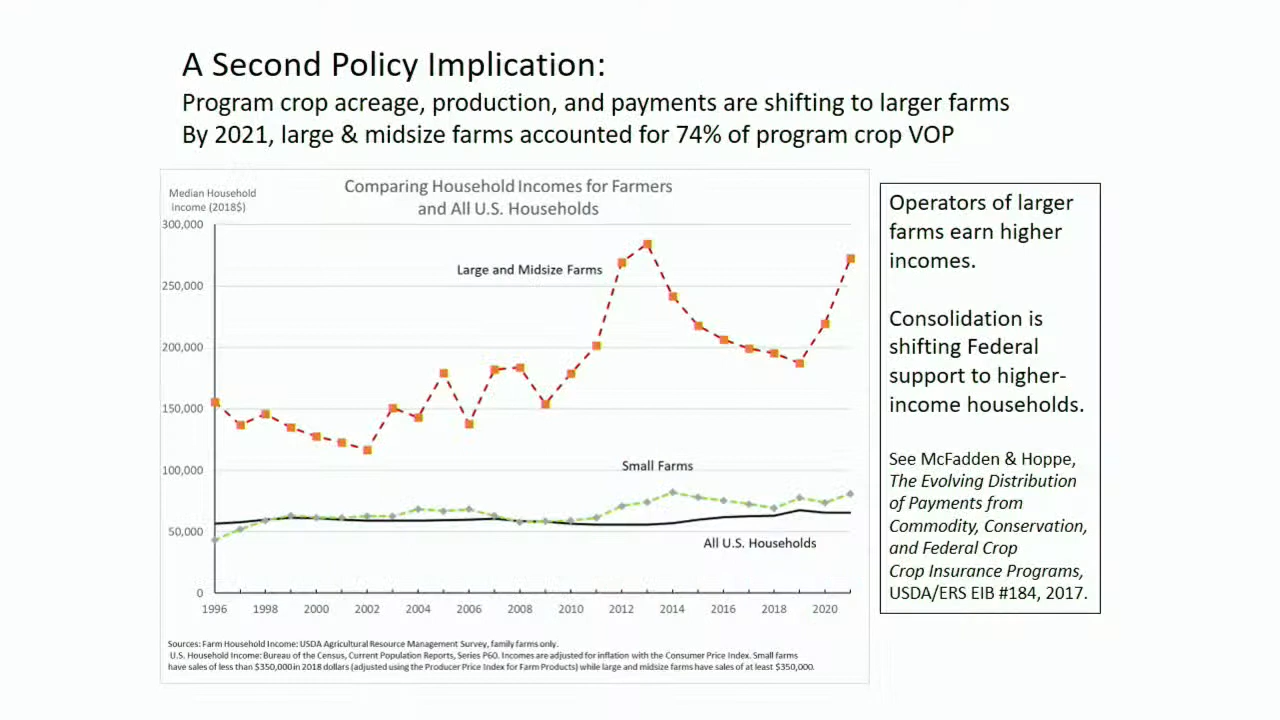 A Second Policy Implication:
Program crop acreage, production, and payments are shifting to larger farms
By 2021, large & midsize farms accounted for 74% of program crop VOP
Median Household
Income (2018$)
Comparing Household Incomes for Farmers
and All U.S. Households
300,000
250,000
200,000
150,000
100,000
50,000
0
Large and Midsize Farms
Small Farms
All U.S. Households
1996 1998 2000 2002 2004 2006 2008 2010 2012 2014 2016 2018 2020
Sources: Farm Household Income: USDA Agricultural Resource Management Survey, family farms only.
U.S. Household Income: Bureau of the Census, Current Population Reports, Series P60. Incomes are adjusted for inflation with the Consumer Price Index. Small farms
have sales of less than $350,000 in 2018 dollars (adjusted using the Producer Price Index for Farm Products) while large and midsize farms have sales of at least $350,000.
Operators of larger
farms earn higher
incomes.
Consolidation is
shifting Federal
support to higher-
income households.
See McFadden & Hoppe,
The Evolving Distribution
of Payments from
Commodity, Conservation,
and Federal Crop
Crop Insurance Programs,
USDA/ERS EIB #184, 2017.